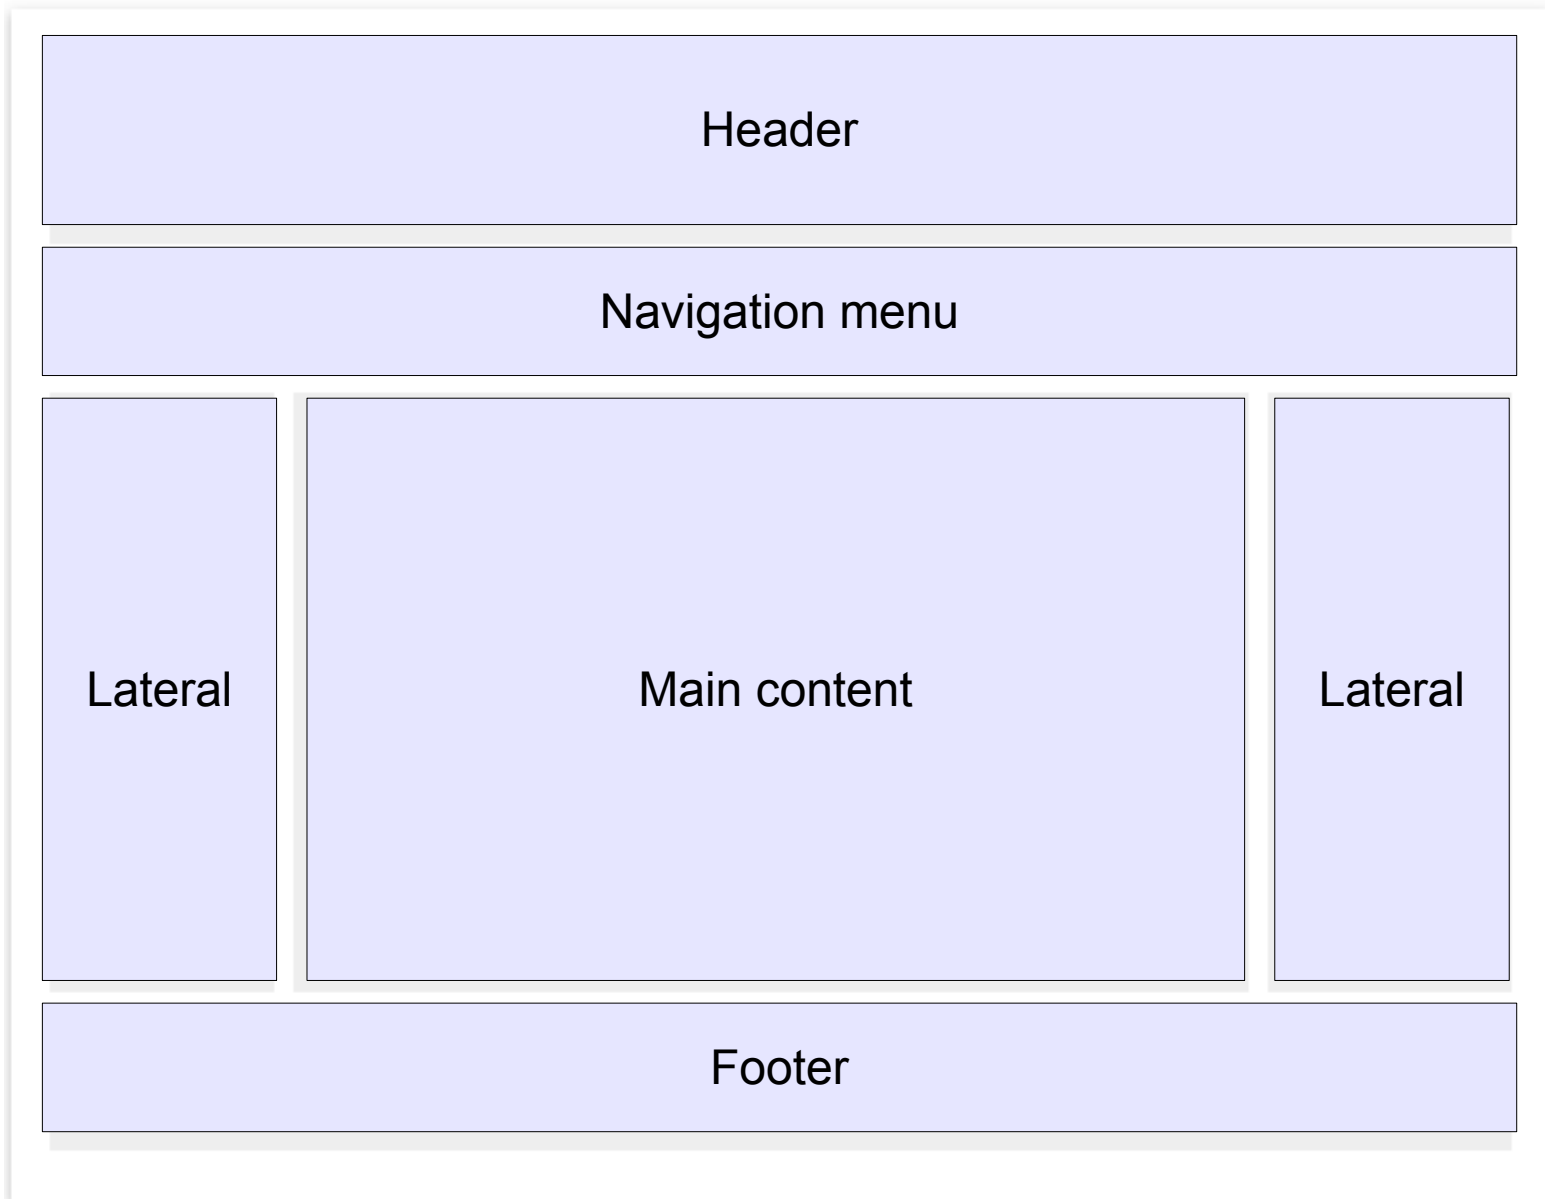 Header
Navigation menu
Lateral
Main content
Lateral
Footer